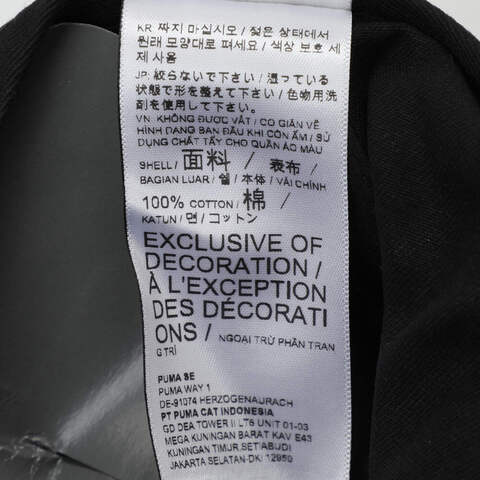 KR 짜지 마십시오 / 젖은 상태에서
원래 모양대로 펴세요 / 색상 보호 세
제 사용
JP: 絞らないで下さい / 湿っている
状態で形を整えて下さい / 色物用洗
剤を使用して下さい。
VN: KHÔNG ĐƯỢC VẮT / CO GIÃN VỀ
HÌNH DẠNG BAN ĐẦU KHI CÒN ẨM / SỬ
DỤNG CHẤT TẨY CHO QUẦN ÁO MÀU
SHELL / 面料 / 表布 /
BAGIAN LUAR / 쉘 / 本体 / VẢI CHÍNH
100% COTTON / 棉 /
KATUN / 면 / コットン
EXCLUSIVE OF
DECORATION /
À L'EXCEPTION
DES DÉCORATI
ONS / NGOẠI TRỪ PHẦN TRAN
G TRÍ
PUMA SE
PUMA WAY 1
DE-91074 HERZOGENAURACH
PT PUMA CAT INDONESIA
GD DEA TOWER II LT6 UNIT 01-03
MEGA KUNINGAN BARAT KAV E43
KUNINGAN TIMUR, SETIABUDI
JAKARTA SELATAN-DKI 12950